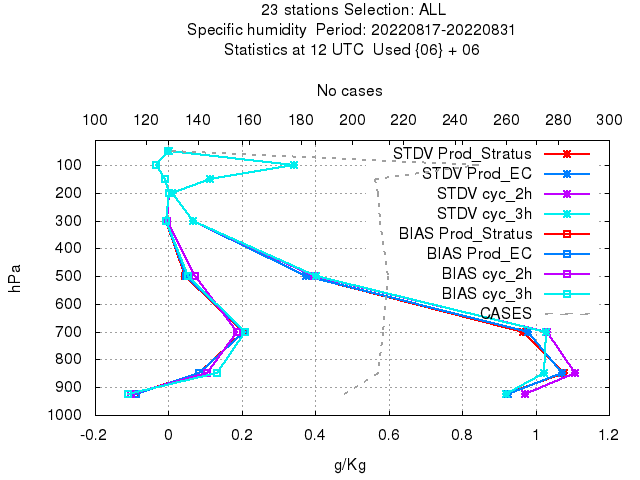 23 stations Selection: ALL
Specific humidity  Period: 20220817-20220831
Statistics at 12 UTC  Used {06} + 06
No cases
100 120 140 160 180 200 220 240 260 280 300
STDV Prod_Stratus
STDV Prod_EC
STDV cyc_2h
STDV cyc_3h
BIAS Prod_Stratus
BIAS Prod_EC
BIAS cyc_2h
BIAS cyc_3h
CASES
hPa
100
200
300
400
500
600
700
800
900
1000
-0.2 0 0.2 0.4 0.6 0.8 1 1.2
g/Kg